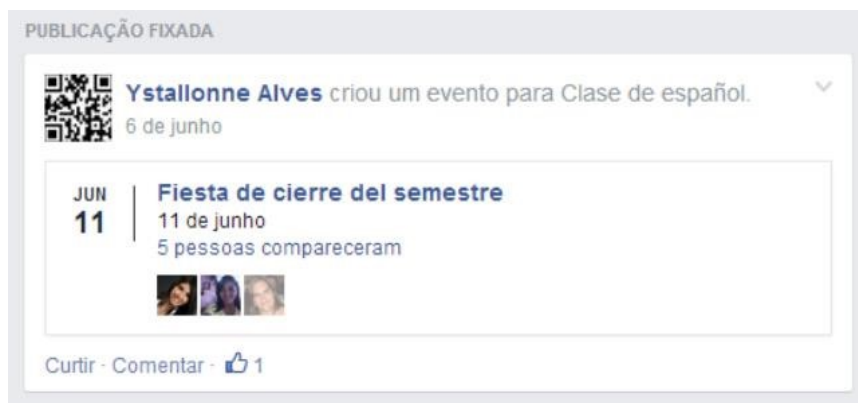 PUBLICAÇÃO FIXADA
Ystallonne Alves criou um evento para Clase de español.
6 de junho
JUN
11
Fiesta de cierre del semestre
11 de junho
5 pessoas compareceram
Curtir · Comentar · 1